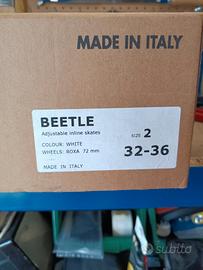 MADE IN ITALY
BEETLE
Adjustable inline skates
SIZE 2
COLOUR: WHITE
WHEELS: ROXA 72 mm
32-36
MADE IN ITALY
subito